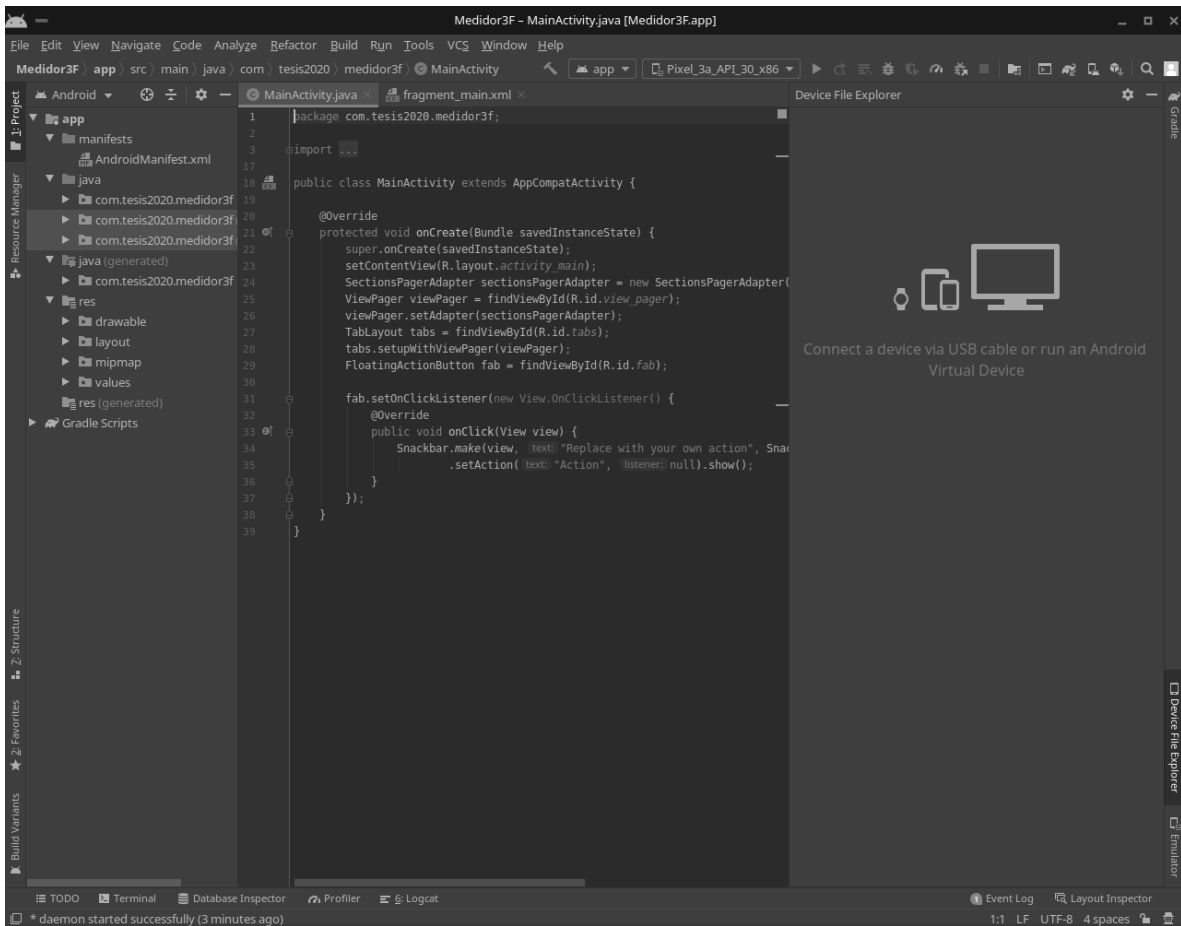 Medidor3F – MainActivity.java [Medidor3F.app]
File Edit View Navigate Code Analyze Refactor Build Run Tools VCS Window Help
Medidor3F app src main java com tesis2020 medidor3f MainActivity app Pixel_3a_API_30_x86
1: Project
Resource Manager
Z: Structure
2: Favorites
Build Variants
Android
app
manifests
AndroidManifest.xml
java
com.tesis2020.medidor3f
com.tesis2020.medidor3f
com.tesis2020.medidor3f
java (generated)
com.tesis2020.medidor3f
res
drawable
layout
mipmap
values
res (generated)
Gradle Scripts
MainActivity.java fragment_main.xml
1 package com.tesis2020.medidor3f;
2
3 import ...
17
18 public class MainActivity extends AppCompatActivity {
19
20 @Override
21 protected void onCreate(Bundle savedInstanceState) {
22 super.onCreate(savedInstanceState);
23 setContentView(R.layout.activity_main);
24 SectionsPagerAdapter sectionsPagerAdapter = new SectionsPagerAdapter(
25 ViewPager viewPager = findViewById(R.id.view_pager);
26 viewPager.setAdapter(sectionsPagerAdapter);
27 TabLayout tabs = findViewById(R.id.tabs);
28 tabs.setupWithViewPager(viewPager);
29 FloatingActionButton fab = findViewById(R.id.fab);
30
31 fab.setOnClickListener(new View.OnClickListener() {
32 @Override
33 public void onClick(View view) {
34 Snackbar.make(view, text: "Replace with your own action", Sna
35 .setAction( text: "Action", listener: null).show();
36 }
37 });
38 }
39 }
Device File Explorer
Connect a device via USB cable or run an Android
Virtual Device
Gradle
Device File Explorer
Emulator
TODO Terminal Database Inspector Profiler 6: Logcat 1 Event Log Layout Inspector
* daemon started successfully (3 minutes ago) 1:1 LF UTF-8 4 spaces